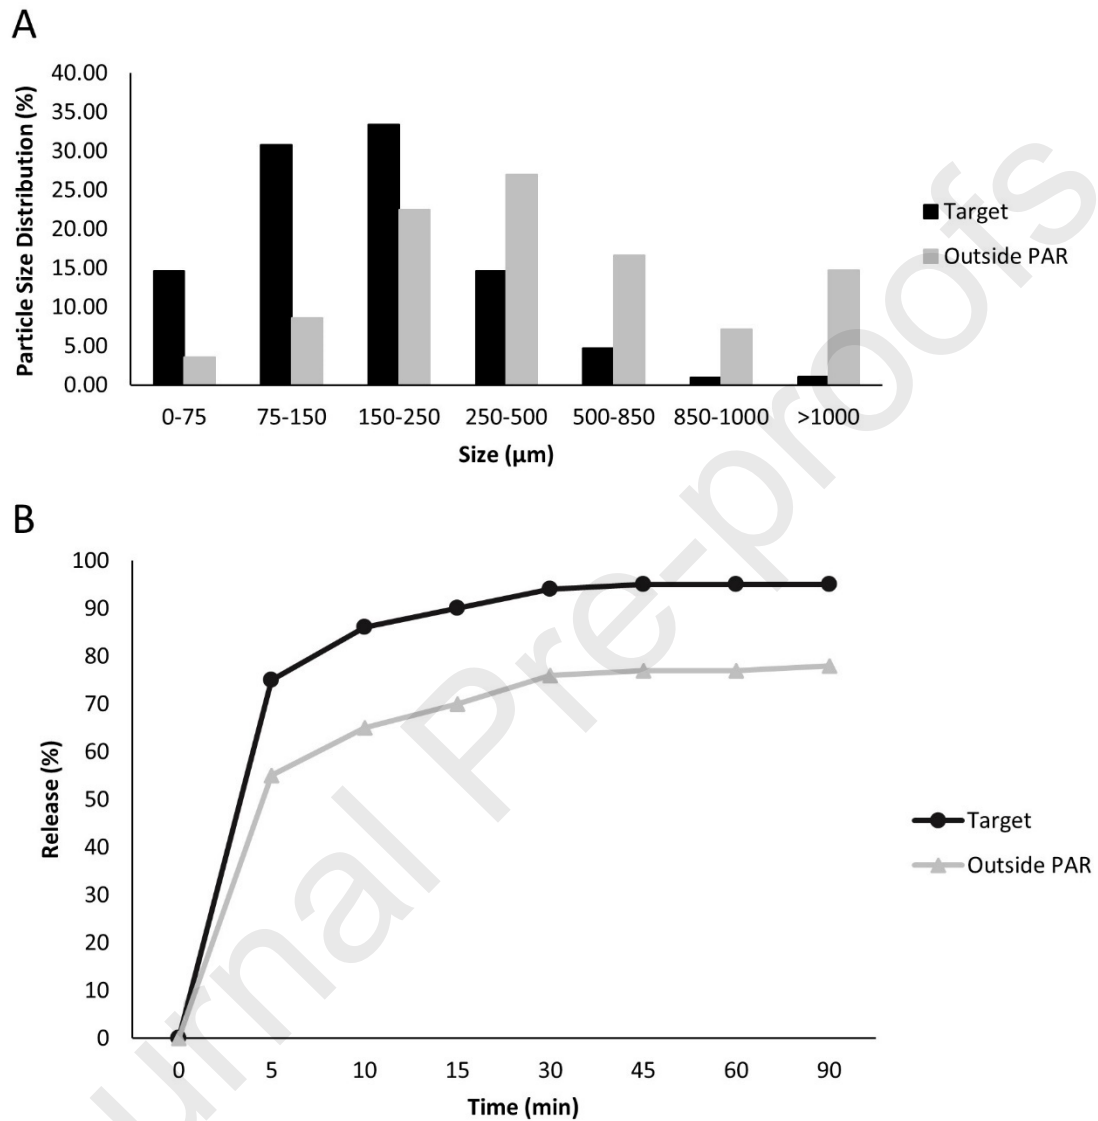 A
Particle Size Distribution (%)
40.00
35.00
30.00
25.00
20.00
15.00
10.00
5.00
0.00
0-75 75-150 150-250 250-500 500-850 850-1000 >1000
Size (µm)
Target
Outside PAR
B
Release (%)
100
90
80
70
60
50
40
30
20
10
0
0 5 10 15 30 45 60 90
Time (min)
Target
Outside PAR
urnal Pre-proofs